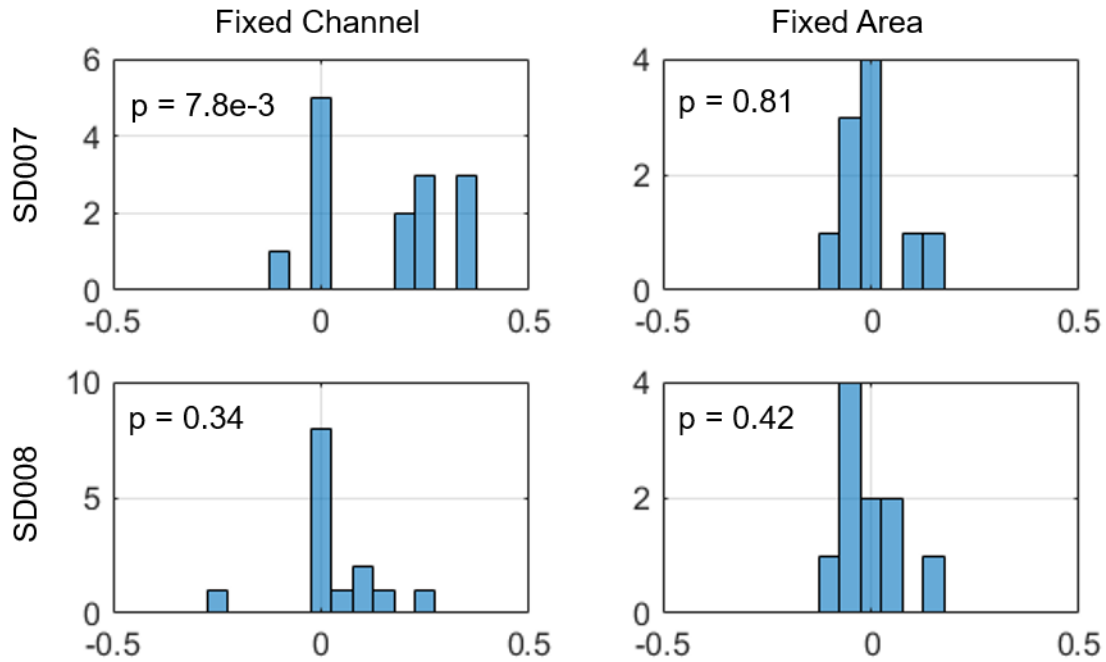 Fixed Channel
Fixed Area
SD007
6
4
2
0
p = 7.8e-3
-0.5 0 0.5
4
2
0
p = 0.81
-0.5 0 0.5
SD008
10
5
0
p = 0.34
-0.5 0 0.5
4
2
0
p = 0.42
-0.5 0 0.5